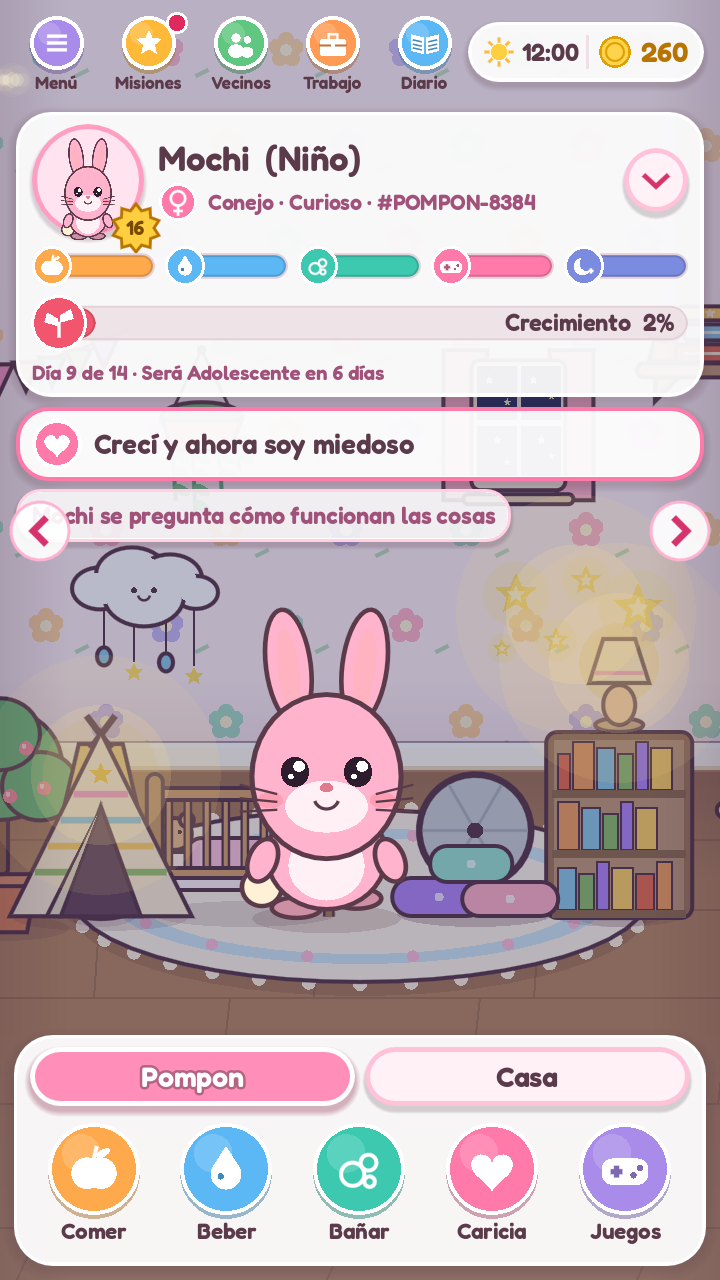 Menú
Misiones
Vecinos
Trabajo
Diario
12:00
260
Mochi (Niño)
Conejo · Curioso · #POMPON-8384
16
Crecimiento 2%
Día 9 de 14 · Será Adolescente en 6 días
Crecí y ahora soy miedoso
Mochi se pregunta cómo funcionan las cosas
Pompon
Casa
Comer
Beber
Bañar
Caricia
Juegos